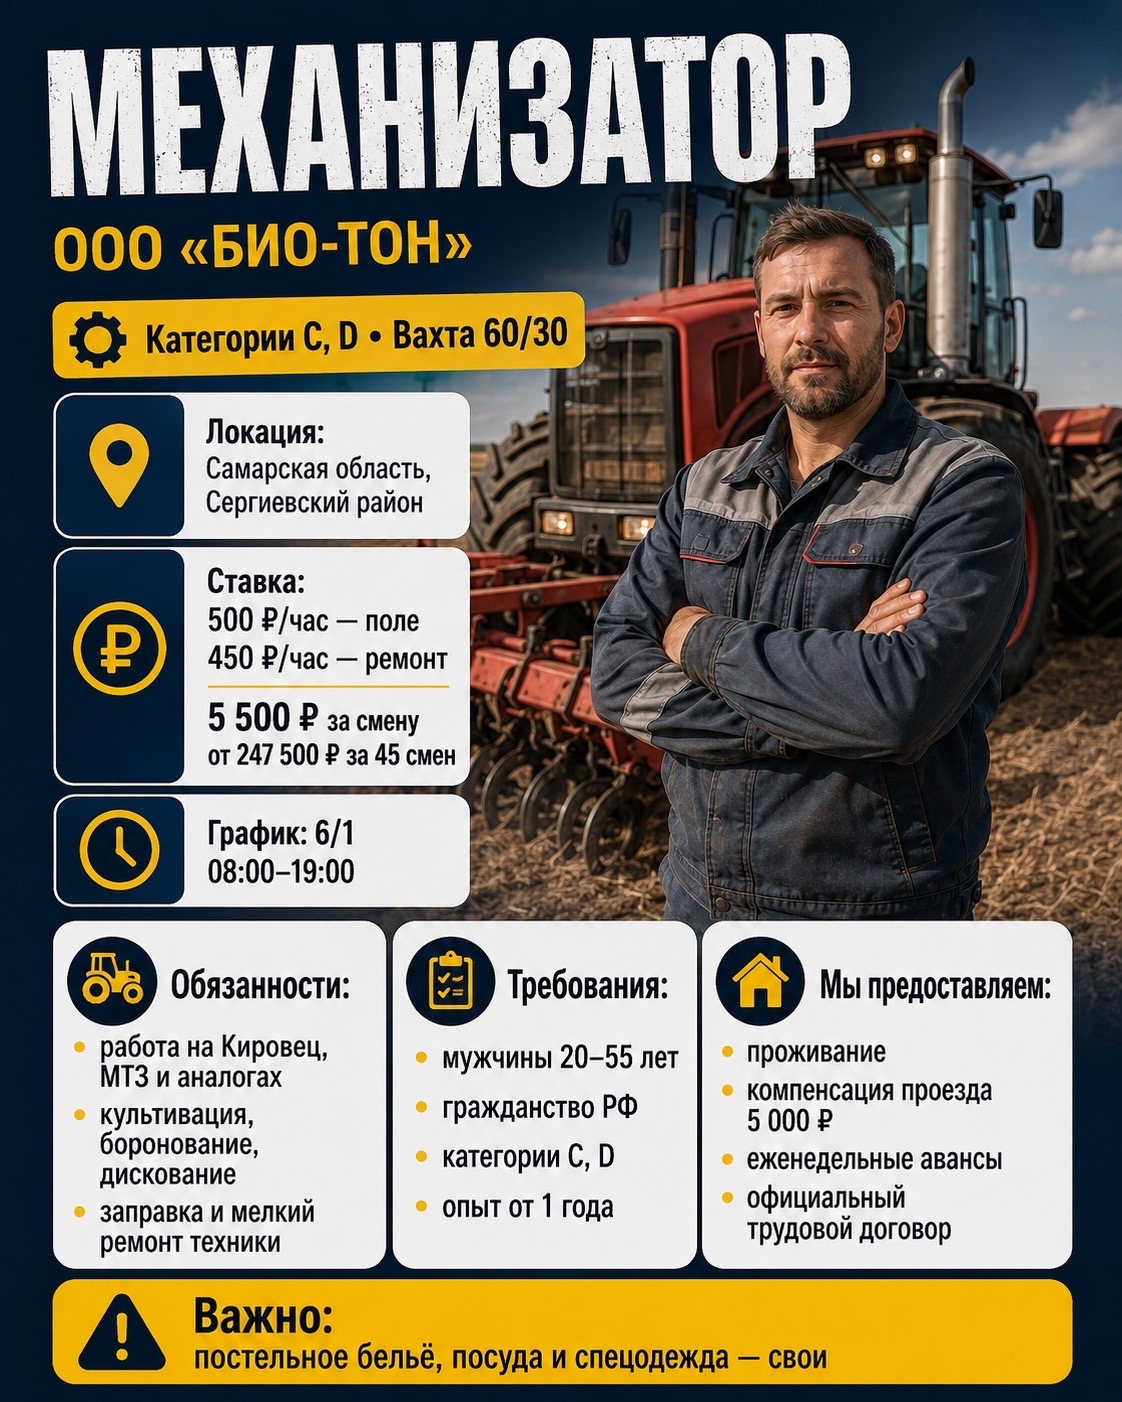 МЕХАНИЗАТОР
ООО «БИО-ТОН»
Категории С, D • Вахта 60/30
Локация:
Самарская область,
Сергиевский район
Ставка:
500 ₽/час — поле
450 ₽/час — ремонт
5 500 ₽ за смену
от 247 500 ₽ за 45 смен
График: 6/1
08:00–19:00
Обязанности:
• работа на Кировец,
МТЗ и аналогах
• культивация,
боронование,
дискование
• заправка и мелкий
ремонт техники
Требования:
• мужчины 20–55 лет
• гражданство РФ
• категории С, D
• опыт от 1 года
Мы предоставляем:
• проживание
• компенсация проезда
5 000 ₽
• еженедельные авансы
• официальный
трудовой договор
Важно:
постельное бельё, посуда и спецодежда — свои